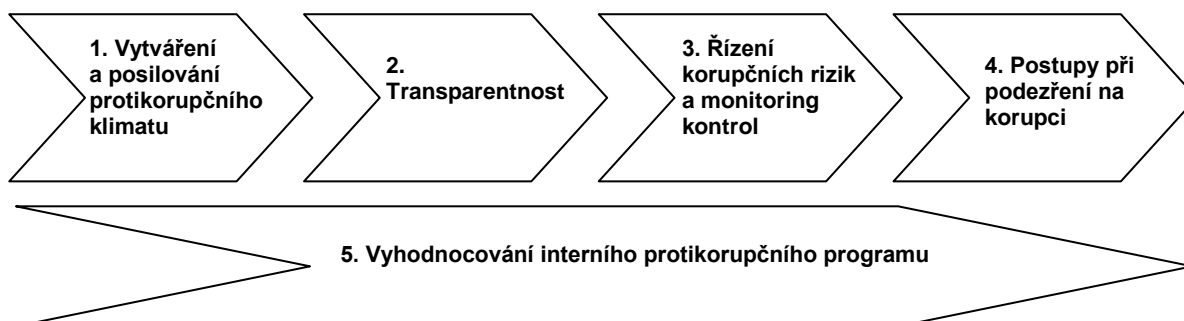 1. Vytváření
a posilování
protikorupčního
klimatu
2.
Transparentnost
3. Řízení
korupčních rizik
a monitoring
kontrol
4. Postupy při
podezření na
korupci
5. Vyhodnocování interního protikorupčního programu